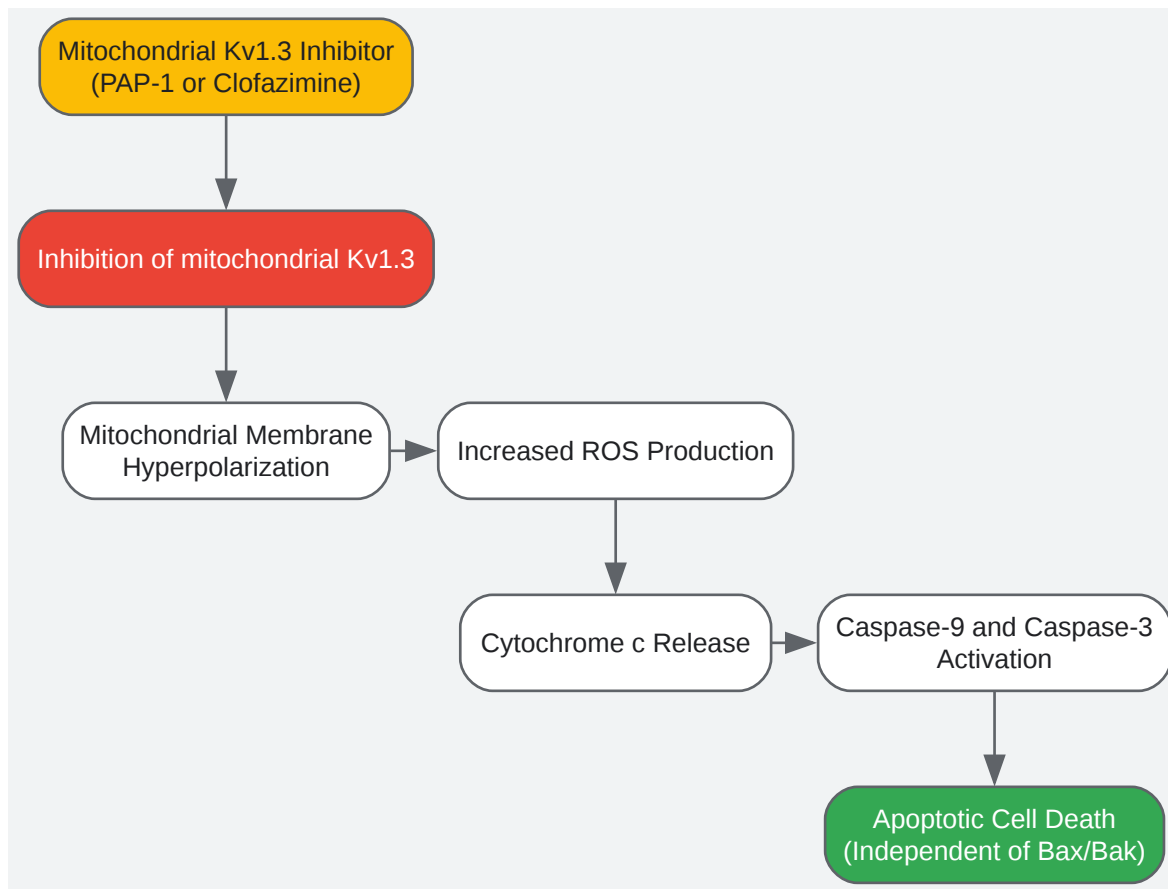 Mitochondrial Kv1.3 Inhibitor
(PAP-1 or Clofazimine)
Inhibition of mitochondrial Kv1.3
Mitochondrial Membrane
Hyperpolarization
Increased ROS Production
Cytochrome c Release
Caspase-9 and Caspase-3
Activation
Apoptotic Cell Death
(Independent of Bax/Bak)